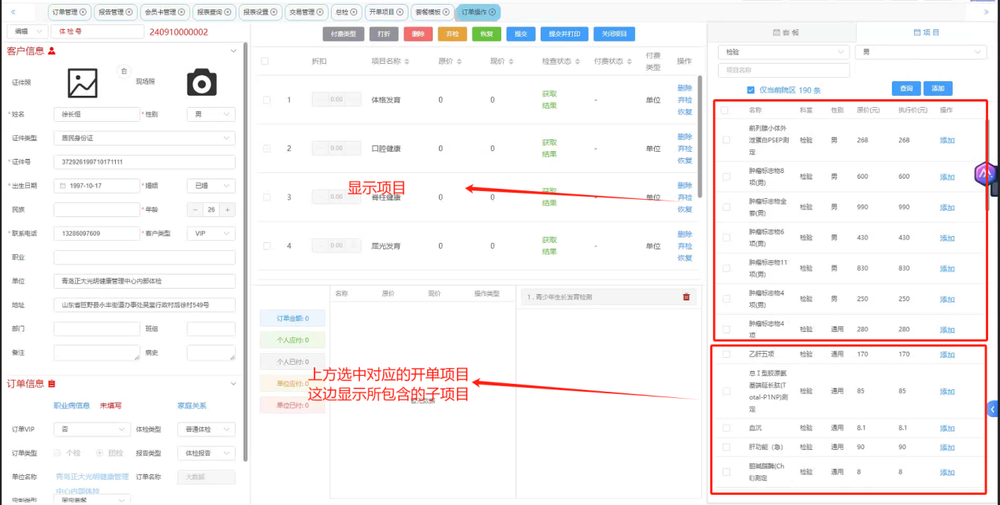 订单管理 报告管理 会员卡管理 报表查询 报表设置 交易管理 总检 开单项目 套餐模板 订单操作
编辑 体检号 240910000002
客户信息
证件照 现场照
*姓名 徐长恒 *性别 男
证件类型 居民身份证
*证件号 372926199710171111
*出生日期 1997-10-17 *婚姻 已婚
民族 *年龄 26
*联系电话 13286097609 *客户类型 VIP
职业
单位 青岛正大光明健康管理中心内部体检
地址 山东省巨野县永丰街道办事处吴堂行政村后徐村549号
部门 班组
备注 病史
订单信息
职业病信息 未填写 家庭关系
订单VIP 否 体检类型 普通体检
订单类型 个检 团检 报告类型 体检报告
单位名称 青岛正大光明健康管理 订单名称 大数据
中心内部体检
固定套餐
付费类型 打折 删除 弃检 恢复 提交 提交并打印 关闭项目
折扣 项目名称 原价 现价 检查状态 付费状态 付费
类型 操作
1 0.00 体格发育 0 0 获取
结果 - 单位 删除
弃检
恢复
2 0.00 口腔健康 0 0 获取
结果 - 单位 删除
弃检
恢复
3 0.00 脊柱健康 0 0 获取
结果 - 单位 删除
弃检
恢复
4 0.00 屈光发育 0 0 获取
结果 - 单位 删除
弃检
恢复
显示项目
订单金额: 0
个人应付: 0
个人已付: 0
单位应付: 0
单位已付: 0
名称 原价 现价 操作类型
暂无数据
上方选中对应的开单项目
这边显示所包含的子项目
1 . 青少年生长发育检测
套餐 项目
检验 男
项目名称
仅当前院区 190 条 查询 添加
名称 科室 性别 原价(元) 执行价(元) 操作
前列腺小体外
泄蛋白PSEP测
定 检验 男 268 268 添加
肿瘤标志物8
项(男) 检验 男 600 600 添加
肿瘤标志物全
套(男) 检验 男 990 990 添加
肿瘤标志物6
项(男) 检验 男 430 430 添加
肿瘤标志物11
项(男) 检验 男 830 830 添加
肿瘤标志物4
项(男) 检验 男 250 250 添加
肿瘤标志物4
项 检验 通用 280 280 添加
乙肝五项 检验 通用 170 170 添加
总Ⅰ型胶原氨
基端延长肽(T
otal-P1NP)测
定 检验 通用 85 85 添加
血沉 检验 通用 8.1 8.1 添加
肝功能（急） 检验 通用 90 90 添加
胆碱酯酶(Ch
E)测定 检验 通用 8 8 添加